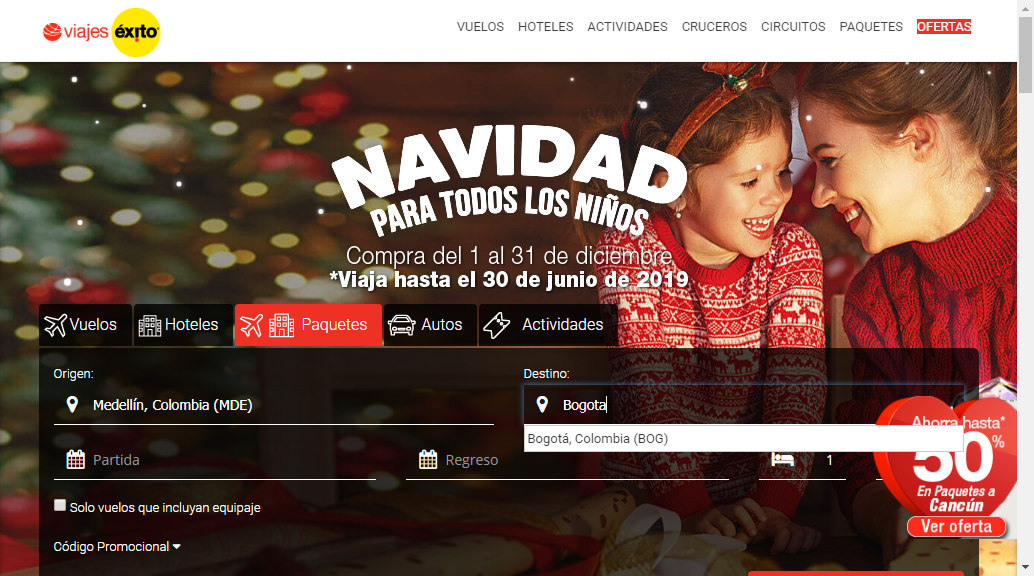 viajes éxito
VUELOS HOTELES ACTIVIDADES CRUCEROS CIRCUITOS PAQUETES OFERTAS
NAVIDAD
PARA TODOS LOS NIÑOS
Compra del 1 al 31 de diciembre
*Viaja hasta el 30 de junio de 2019
Vuelos Hoteles Paquetes Autos Actividades
Origen: Destino:
Medellín, Colombia (MDE) Bogota
Bogotá, Colombia (BOG)
Partida Regreso 1
Ahorra hasta*
50%
En Paquetes a
Cancún
Ver oferta
Solo vuelos que incluyan equipaje
Código Promocional